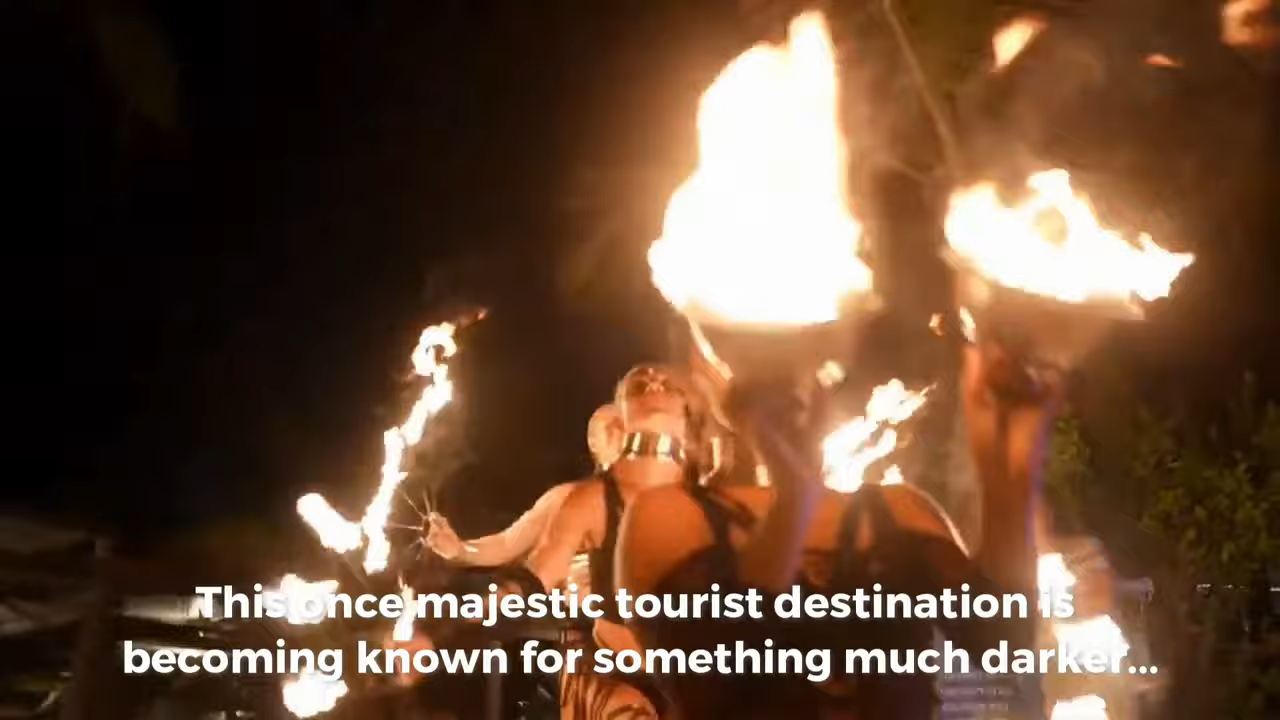 This once majestic tourist destination is
becoming known for something much darker...